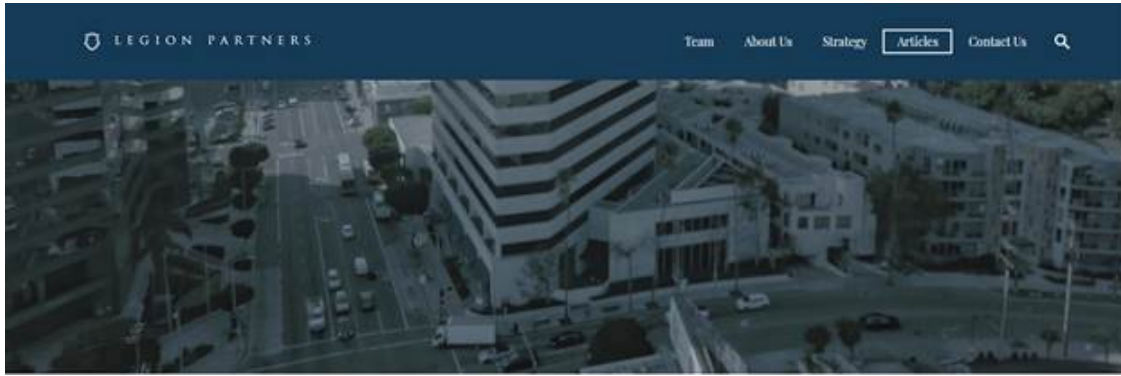 LEGION PARTNERS
Team About Us Strategy Articles Contact Us